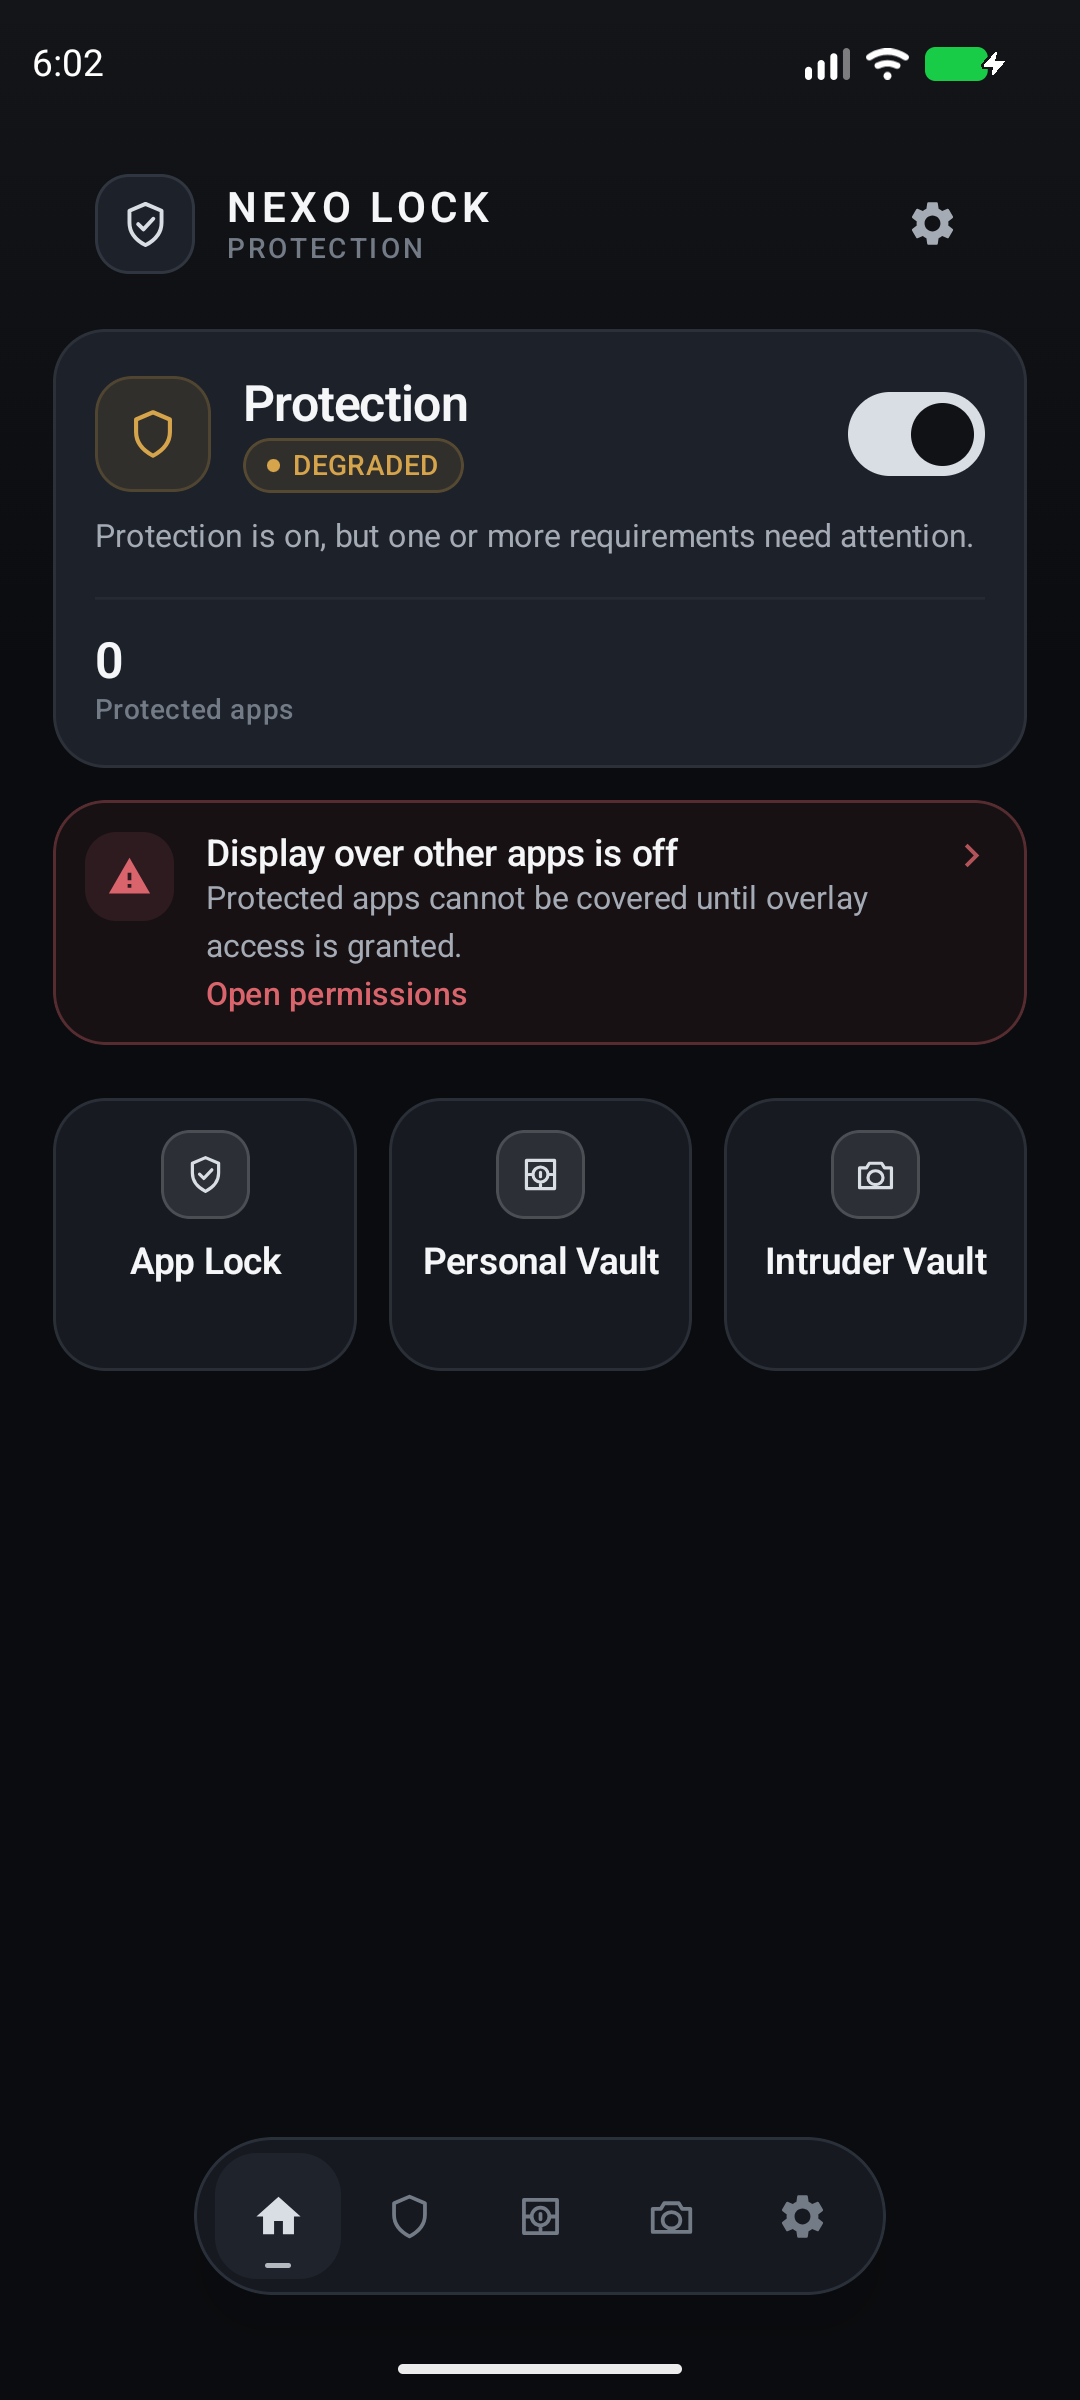 6:02
NEXO LOCK
PROTECTION
Protection
DEGRADED
Protection is on, but one or more requirements need attention.
0
Protected apps
Display over other apps is off
Protected apps cannot be covered until overlay
access is granted.
Open permissions
App Lock
Personal Vault
Intruder Vault